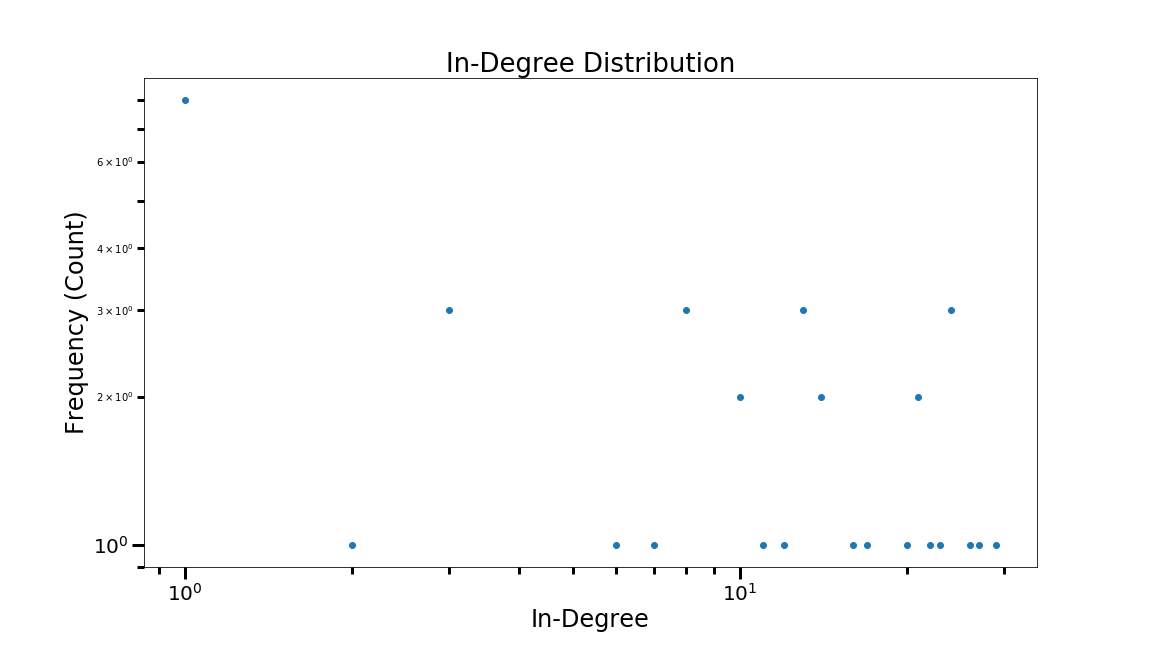 In-Degree Distribution
Frequency (Count)
6 × 10⁰
4 × 10⁰
3 × 10⁰
2 × 10⁰
10⁰
10⁰ 10¹
In-Degree